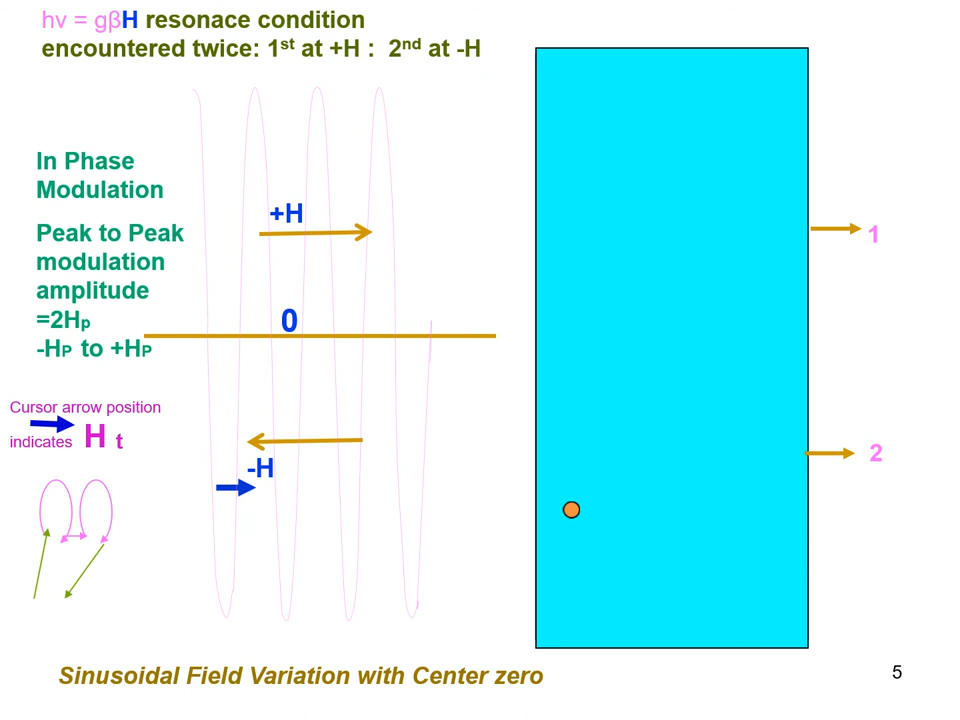 hν = gβH resonace condition
encountered twice: 1st at +H : 2nd at -H
In Phase
Modulation
Peak to Peak
modulation
amplitude
=2Hp
-HP to +HP
+H
0
-H
Cursor arrow position
indicates H t
1
2
Sinusoidal Field Variation with Center zero
5